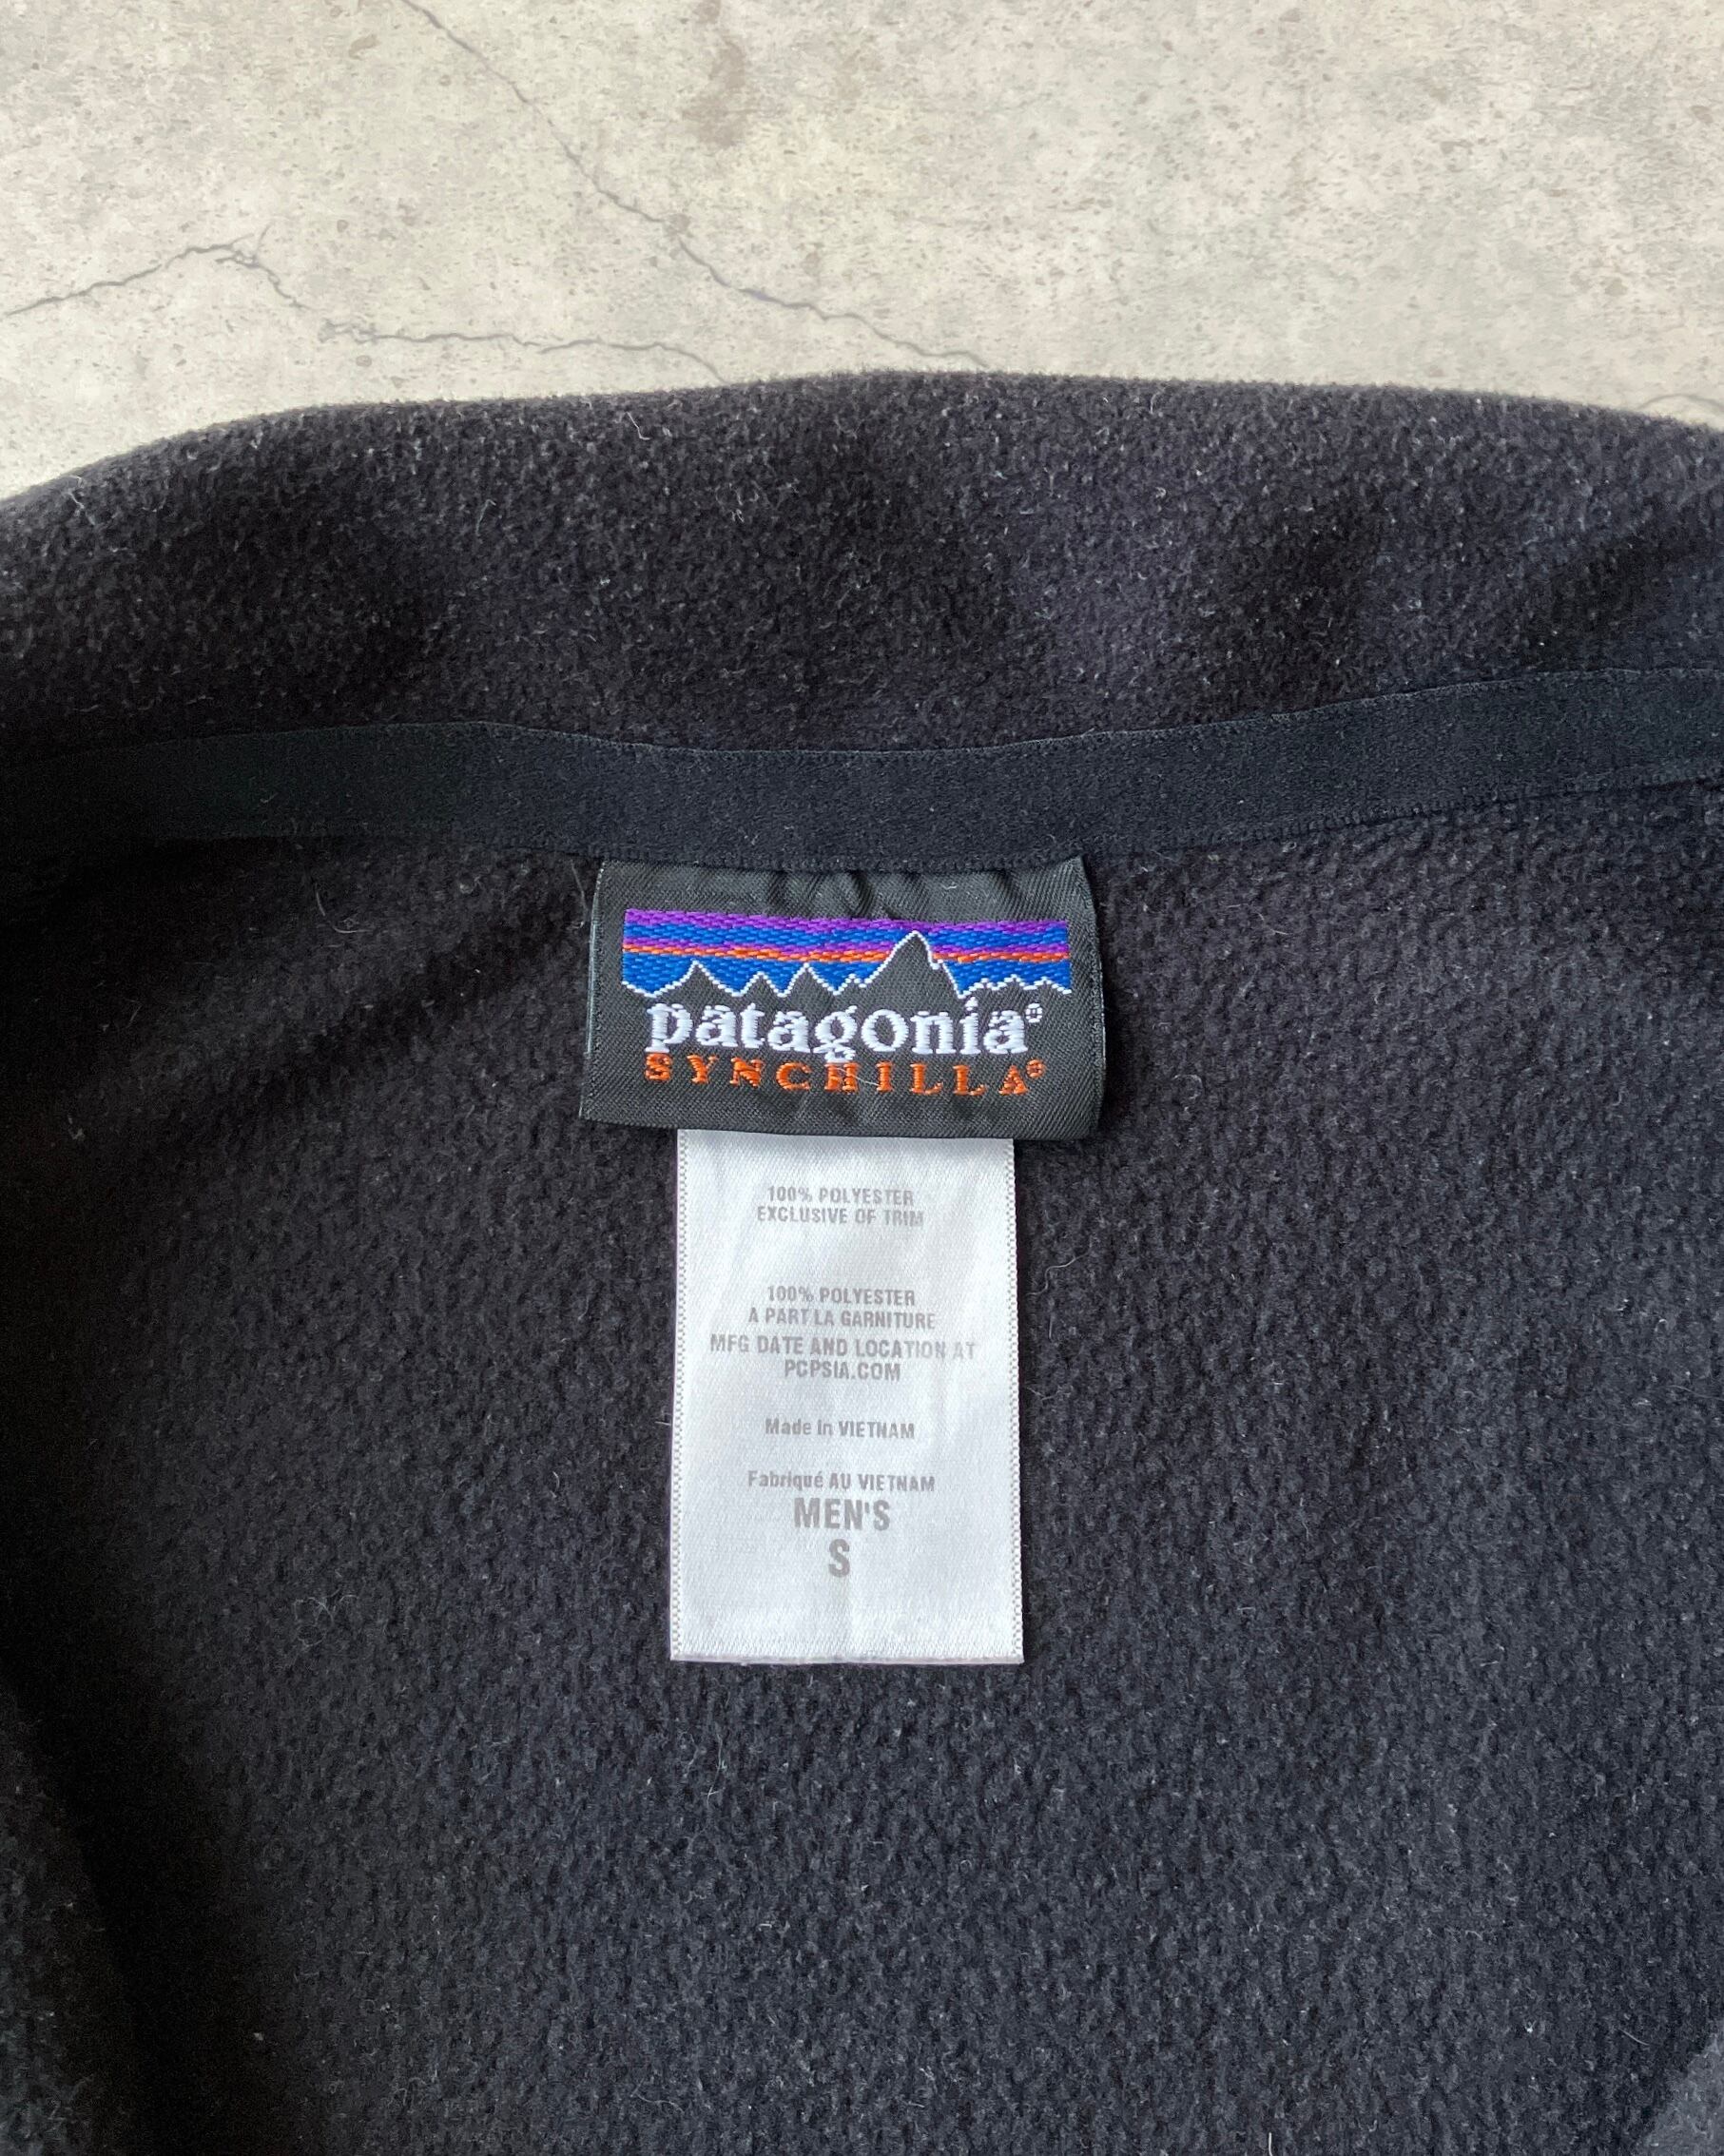 patagonia®
SYNCHILLA®
100% POLYESTER
EXCLUSIVE OF TRIM
100% POLYESTER
A PART LA GARNITURE
MFG DATE AND LOCATION AT
PCPSIA.COM
Made in VIETNAM
Fabriqué AU VIETNAM
MEN'S
S